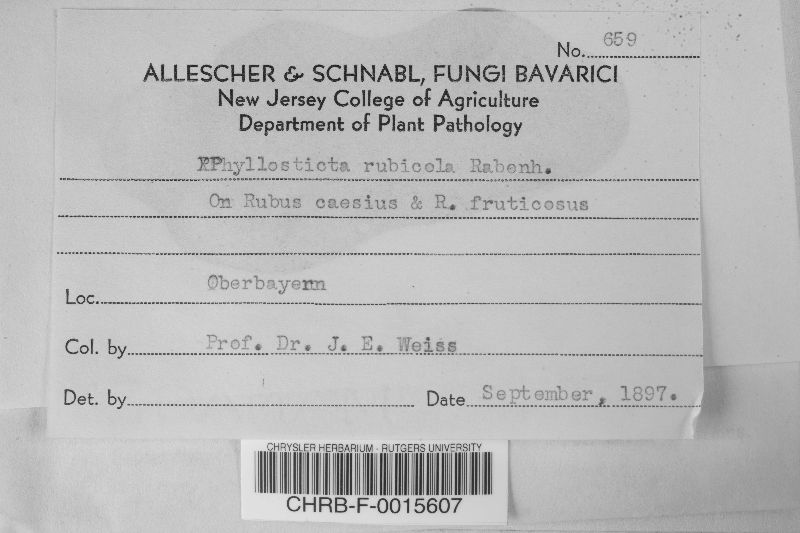 No. 659
ALLESCHER & SCHNABL, FUNGI BAVARICI
New Jersey College of Agriculture
Department of Plant Pathology
Phyllosticta rubicola Rabenh.
On Rubus caesius & R. fruticosus
Loc. Oberbayern
Col. by Prof. Dr. J. E. Weiss
Det. by Date September, 1897.
CHRYSLER HERBARIUM - RUTGERS UNIVERSITY
CHRB-F-0015607